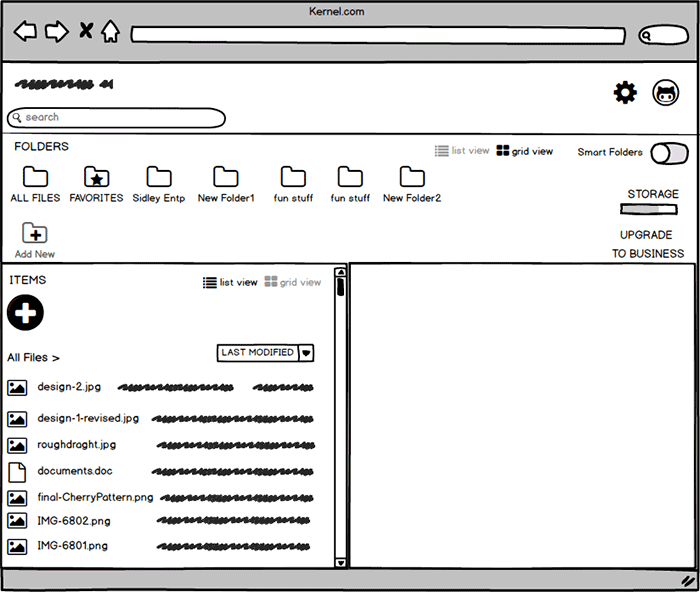 Kernel.com
search
FOLDERS
list view grid view Smart Folders
ALL FILES FAVORITES Sidley Entp New Folder1 fun stuff fun stuff New Folder2
STORAGE
UPGRADE
TO BUSINESS
Add New
ITEMS
list view grid view
All Files >
LAST MODIFIED
design-2.jpg
design-1-revised.jpg
roughdraght.jpg
documents.doc
final-CherryPattern.png
IMG-6802.png
IMG-6801.png